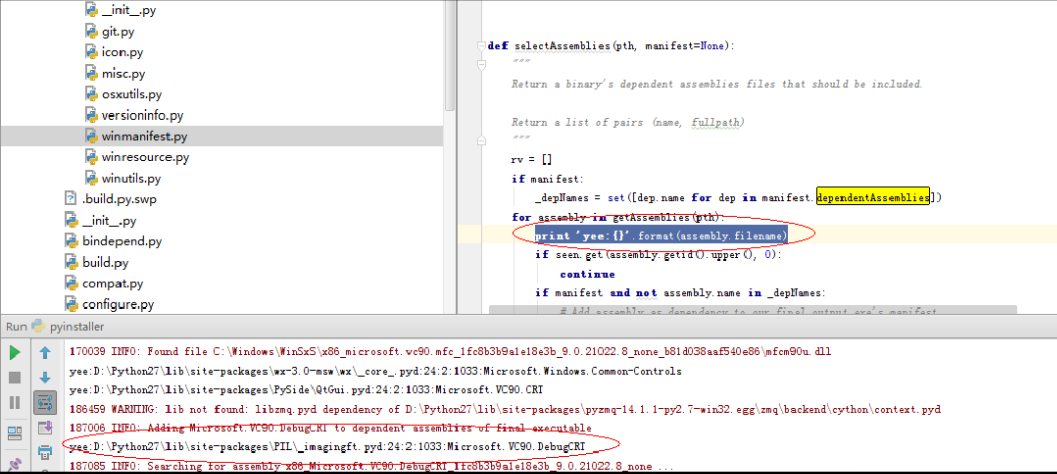 __init__.py
git.py
icon.py
misc.py
osxutils.py
versioninfo.py
winmanifest.py
winresource.py
winutils.py
.build.py.swp
__init__.py
bindepend.py
build.py
compat.py
configure.py
def selectAssemblies(pth, manifest=None):
"""
Return a binary's dependent assemblies files that should be included.
Return a list of pairs (name, fullpath)
"""
rv = []
if manifest:
_depNames = set([dep.name for dep in manifest.dependentAssemblies])
for assembly in getAssemblies(pth):
print 'yee:{}'.format(assembly.filename)
if seen.get(assembly.getid().upper(), 0):
continue
if manifest and not assembly.name in _depNames:
# Add assembly as dependency to our final output exe's manifest
Run pyinstaller
170039 INFO: Found file C:\Windows\WinSxS\x86_microsoft.vc90.mfc_1fc8b3b9a1e18e3b_9.0.21022.8_none_b81d038aaf540e86\mfcm90u.dll
yee:D:\Python27\lib\site-packages\wx-3.0-msw\wx\_core_.pyd:24:2:1033:Microsoft.Windows.Common-Controls
yee:D:\Python27\lib\site-packages\PySide\QtGui.pyd:24:2:1033:Microsoft.VC90.CRT
186459 WARNING: lib not found: libzmq.pyd dependency of D:\Python27\lib\site-packages\pyzmq-14.1.1-py2.7-win32.egg\zmq\backend\cython\context.pyd
187006 INFO: Adding Microsoft.VC90.DebugCRT to dependent assemblies of final executable
yee:D:\Python27\lib\site-packages\PIL\_imagingft.pyd:24:2:1033:Microsoft.VC90.DebugCRT
187085 INFO: Searching for assembly x86_Microsoft.VC90.DebugCRT_1fc8b3b9a1e18e3b_9.0.21022.8_none ...